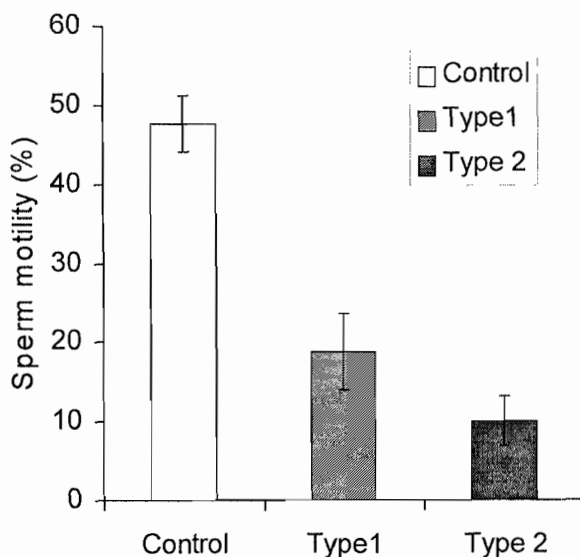 60
50
40
30
20
10
0
Sperm motility (%)
Control
Type1
Type 2
Control
Type1
Type 2